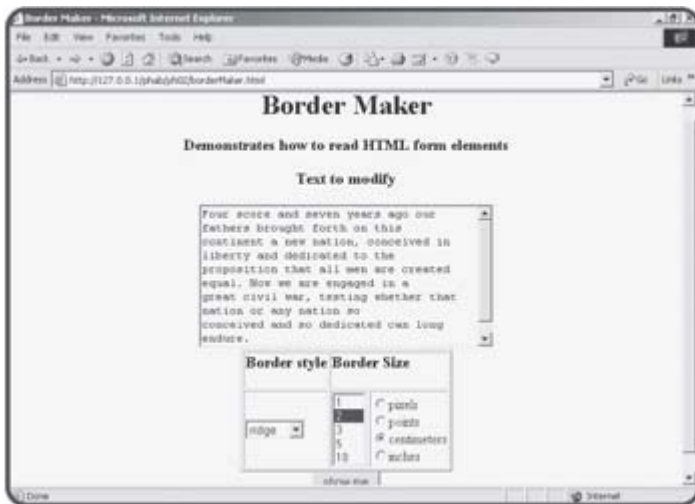 Border Maker - Microsoft Internet Explorer
File Edit View Favorites Tools Help
Back Search Favorites Media
Address http://127.0.0.1/phab/ph02/borderMaker.html Go Links »
Border Maker
Demonstrates how to read HTML form elements
Text to modify
Four score and seven years ago our
fathers brought forth on this
continent a new nation, conceived in
liberty and dedicated to the
proposition that all men are created
equal. Now we are engaged in a
great civil war, testing whether that
nation or any nation so
conceived and so dedicated can long
endure.
Border style Border Size
ridge
1
2
3
5
10
pixels
points
centimeters
inches
show me
Done Internet